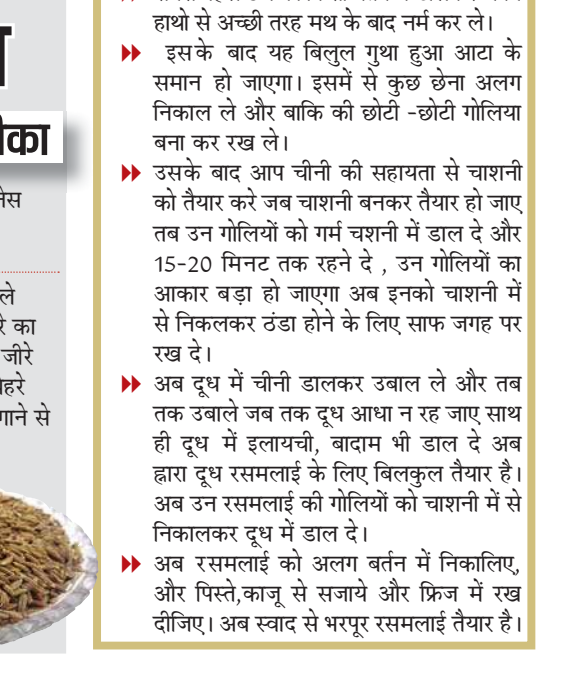 का
नेस
ले
रे का
जीरे
हरे
गाने से
हाथो से अच्छी तरह मथ के बाद नर्म कर ले।
इसके बाद यह बिलुल गुथा हुआ आटा के
समान हो जाएगा। इसमें से कुछ छेना अलग
निकाल ले और बाकि की छोटी -छोटी गोलिया
बना कर रख ले।
उसके बाद आप चीनी की सहायता से चाशनी
को तैयार करे जब चाशनी बनकर तैयार हो जाए
तब उन गोलियों को गर्म चशनी में डाल दे और
15-20 मिनट तक रहने दे , उन गोलियों का
आकार बड़ा हो जाएगा अब इनको चाशनी में
से निकलकर ठंडा होने के लिए साफ जगह पर
रख दे।
अब दूध में चीनी डालकर उबाल ले और तब
तक उबाले जब तक दूध आधा न रह जाए साथ
ही दूध में इलायची, बादाम भी डाल दे अब
ह्मारा दूध रसमलाई के लिए बिलकुल तैयार है।
अब उन रसमलाई की गोलियों को चाशनी में से
निकालकर दूध में डाल दे।
अब रसमलाई को अलग बर्तन में निकालिए,
और पिस्ते,काजू से सजाये और फ्रिज में रख
दीजिए। अब स्वाद से भरपूर रसमलाई तैयार है।